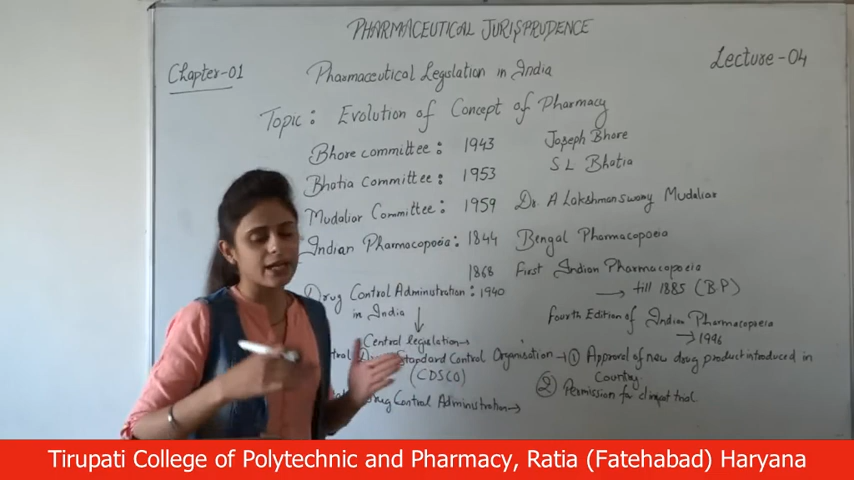 PHARMACEUTICAL JURISPRUDENCE
Chapter-01
Lecture-04
Pharmaceutical Legislation in India
Topic: Evolution of Concept of Pharmacy
Bhore committee: 1943 Joseph Bhore
Bhatia Committee: 1953 S L Bhatia
Mudaliar Committee: 1959 Dr. A Lakshmanswamy Mudaliar
Indian Pharmacopoeia: 1844 Bengal Pharmacopoeia
1868 First Indian Pharmacopoeia
→ till 1885 (BP)
Drug Control Administration: 1940
in India
Fourth Edition of Indian Pharmacopoeia
→ 1996
Central legislation→
Standard Control Organisation → ① Approval of new drug product introduced in
Country
(CDSCO)
② Permission for trial
Drug Control Administration→
Tirupati College of Polytechnic and Pharmacy, Ratia (Fatehabad) Haryana